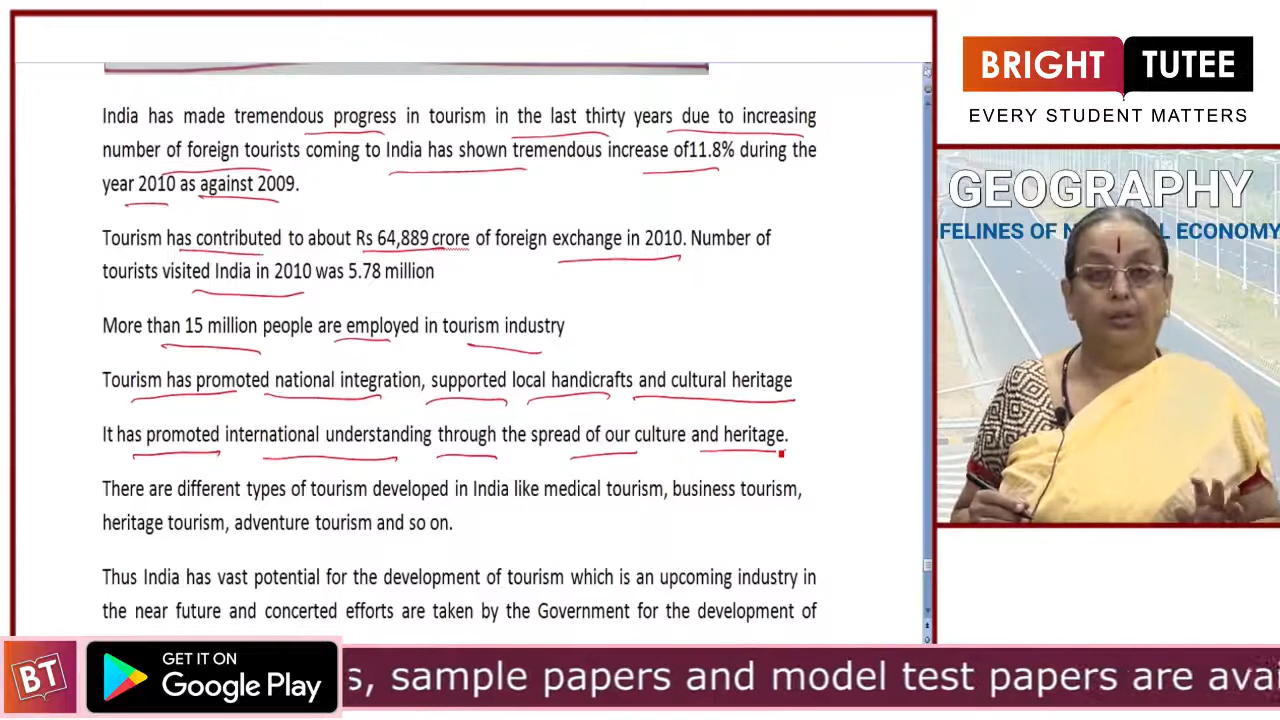 BRIGHT TUTEE
EVERY STUDENT MATTERS
India has made tremendous progress in tourism in the last thirty years due to increasing
number of foreign tourists coming to India has shown tremendous increase of11.8% during the
year 2010 as against 2009.
Tourism has contributed to about Rs 64,889 crore of foreign exchange in 2010. Number of
tourists visited India in 2010 was 5.78 million
More than 15 million people are employed in tourism industry
Tourism has promoted national integration, supported local handicrafts and cultural heritage
It has promoted international understanding through the spread of our culture and heritage.
There are different types of tourism developed in India like medical tourism, business tourism,
heritage tourism, adventure tourism and so on.
Thus India has vast potential for the development of tourism which is an upcoming industry in
the near future and concerted efforts are taken by the Government for the development of
GEOGRAPHY
FELINES OF N ECONOMY
BT
GET IT ON
Google Play
s, sample papers and model test papers are ava